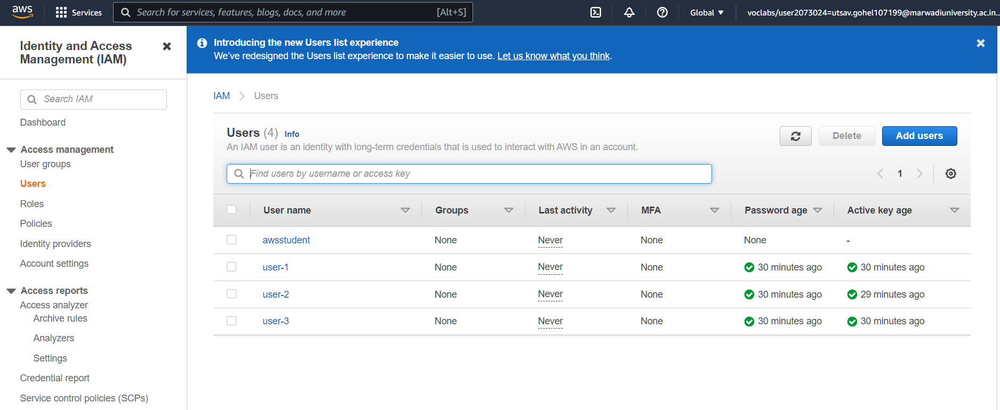 aws Services Search for services, features, blogs, docs, and more [Alt+S] Global voclabs/user2073024=utsav.gohel107199@marwadiuniversity.ac.in...
Identity and Access
Management (IAM)
Search IAM
Dashboard
Access management
User groups
Users
Roles
Policies
Identity providers
Account settings
Access reports
Access analyzer
Archive rules
Analyzers
Settings
Credential report
Service control policies (SCPs)
Introducing the new Users list experience
We've redesigned the Users list experience to make it easier to use. Let us know what you think.
IAM Users
Users (4) Info
An IAM user is an identity with long-term credentials that is used to interact with AWS in an account.
Delete Add users
Find users by username or access key
1
User name Groups Last activity MFA Password age Active key age
awsstudent None Never None None -
user-1 None Never None 30 minutes ago 30 minutes ago
user-2 None Never None 30 minutes ago 29 minutes ago
user-3 None Never None 30 minutes ago 30 minutes ago